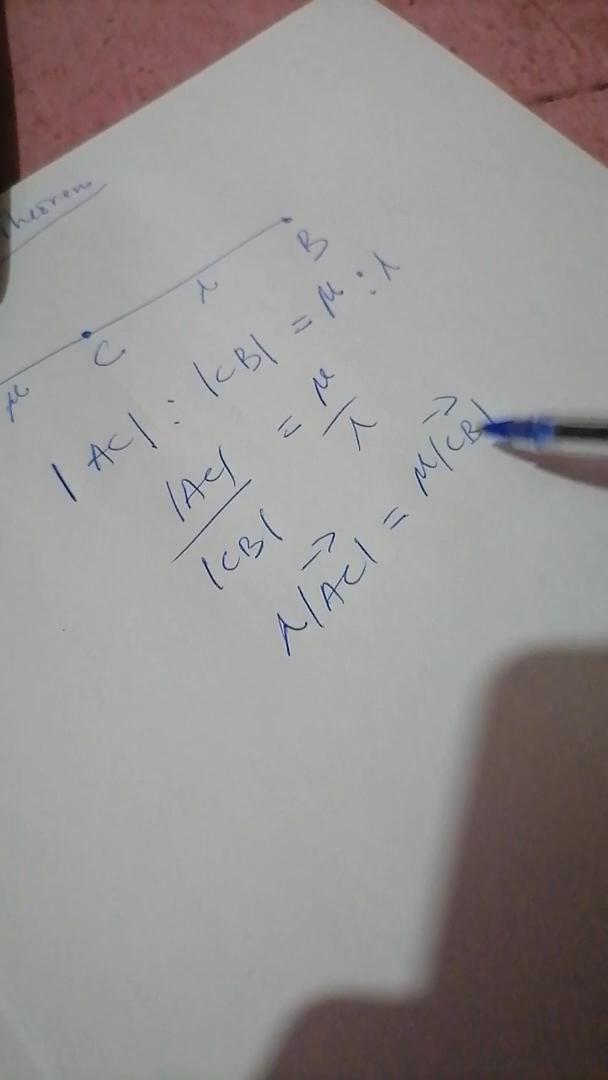 Theorem
B
λ
C
μ
|AC| : |CB| = μ : λ
|AC| / |CB| = μ / λ
λ|AC→| = μ|CB→|